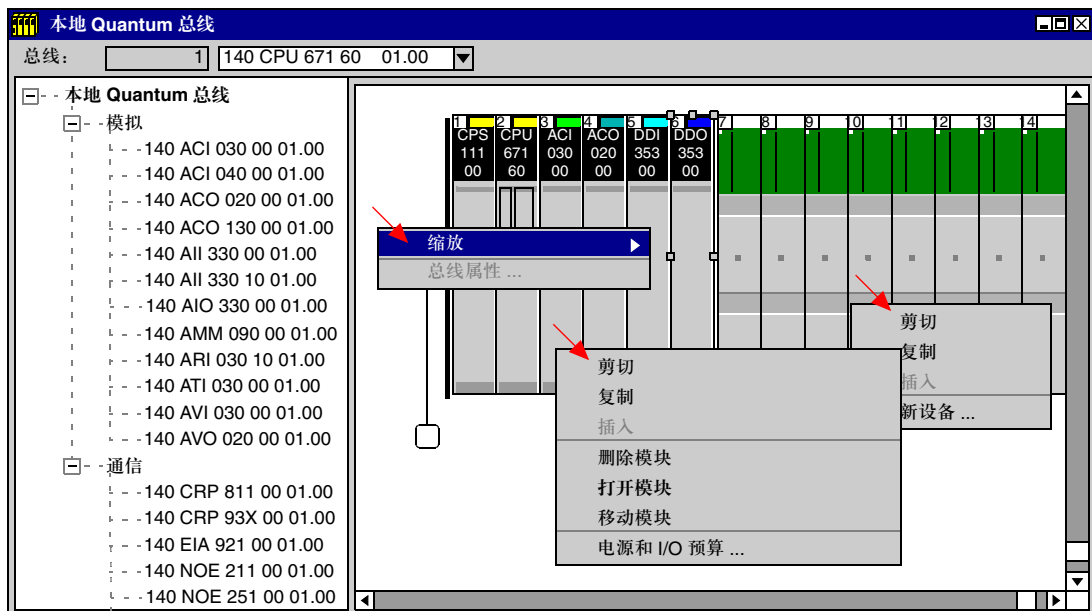 本地 Quantum 总线
总线： 1 140 CPU 671 60 01.00
本地 Quantum 总线
模拟
140 ACI 030 00 01.00
140 ACI 040 00 01.00
140 ACO 020 00 01.00
140 ACO 130 00 01.00
140 AII 330 00 01.00
140 AII 330 10 01.00
140 AIO 330 00 01.00
140 AMM 090 00 01.00
140 ARI 030 10 01.00
140 ATI 030 00 01.00
140 AVI 030 00 01.00
140 AVO 020 00 01.00
通信
140 CRP 811 00 01.00
140 CRP 93X 00 01.00
140 EIA 921 00 01.00
140 NOE 211 00 01.00
140 NOE 251 00 01.00
1 2 3 4 5 6 7 8 9 10 11 12 13 14
CPS CPU ACI ACO DDI DDO
111 671 030 020 353 353
00 60 00 00 00 00
缩放
总线属性 ...
剪切
复制
插入
删除模块
打开模块
移动模块
电源和 I/O 预算 ...
剪切
复制
插入
新设备 ...